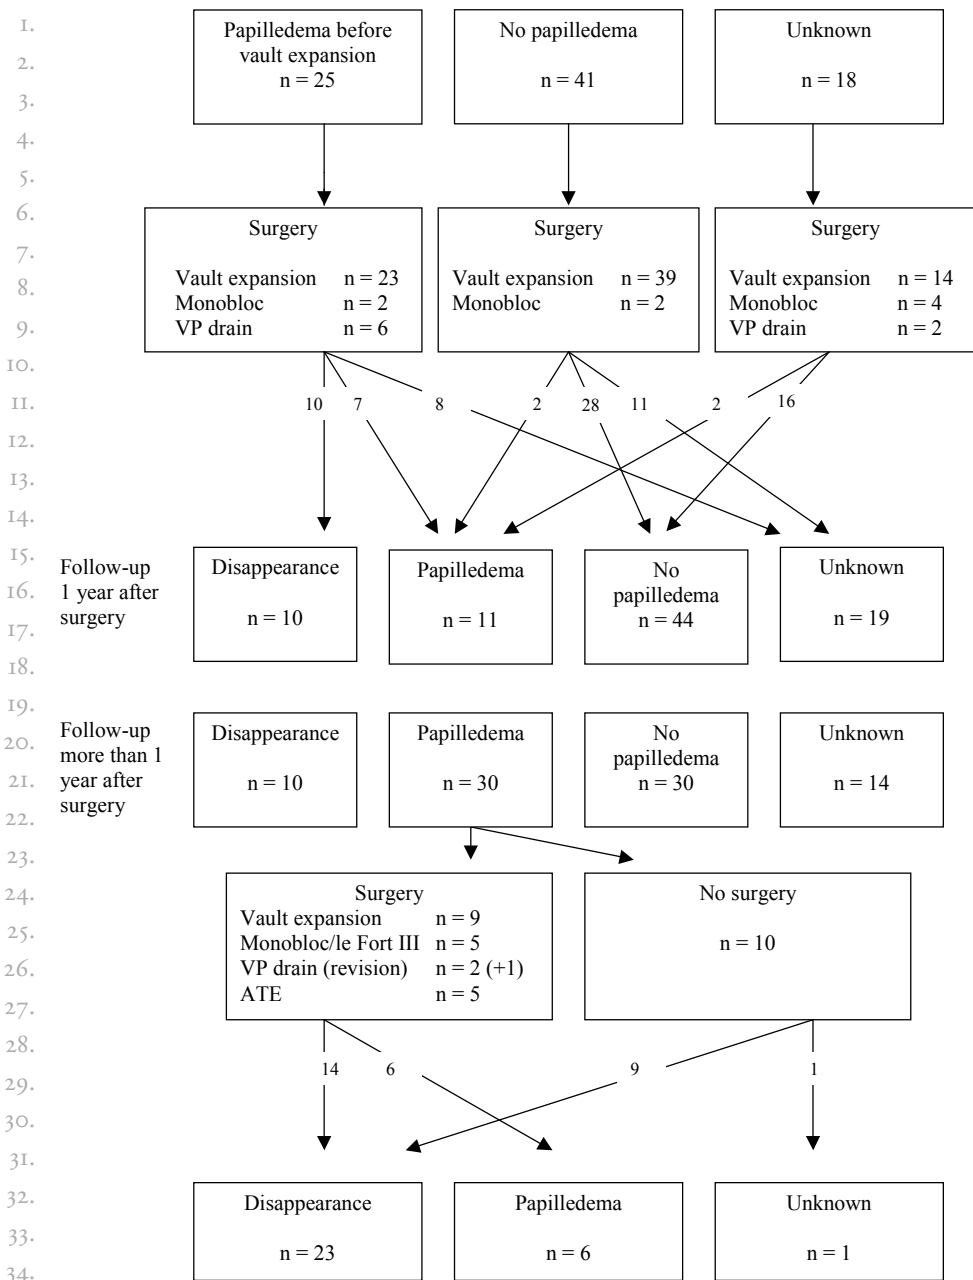 1.
2.
3.
4.
5.
6.
7.
8.
9.
10.
11.
12.
13.
14.
15.
16.
17.
18.
19.
20.
21.
22.
23.
24.
25.
26.
27.
28.
29.
30.
31.
32.
33.
34.
Papilledema before
vault expansion
n = 25
No papilledema
n = 41
Unknown
n = 18
Surgery
Vault expansion n = 23
Monobloc n = 2
VP drain n = 6
Surgery
Vault expansion n = 39
Monobloc n = 2
Surgery
Vault expansion n = 14
Monobloc n = 4
VP drain n = 2
10 7 8 2 28 11 2 16
Follow-up
1 year after
surgery
Disappearance
n = 10
Papilledema
n = 11
No
papilledema
n = 44
Unknown
n = 19
Follow-up
more than 1
year after
surgery
Disappearance
n = 10
Papilledema
n = 30
No
papilledema
n = 30
Unknown
n = 14
Surgery
Vault expansion n = 9
Monobloc/le Fort III n = 5
VP drain (revision) n = 2 (+1)
ATE n = 5
No surgery
n = 10
14 6 9 1
Disappearance
n = 23
Papilledema
n = 6
Unknown
n = 1